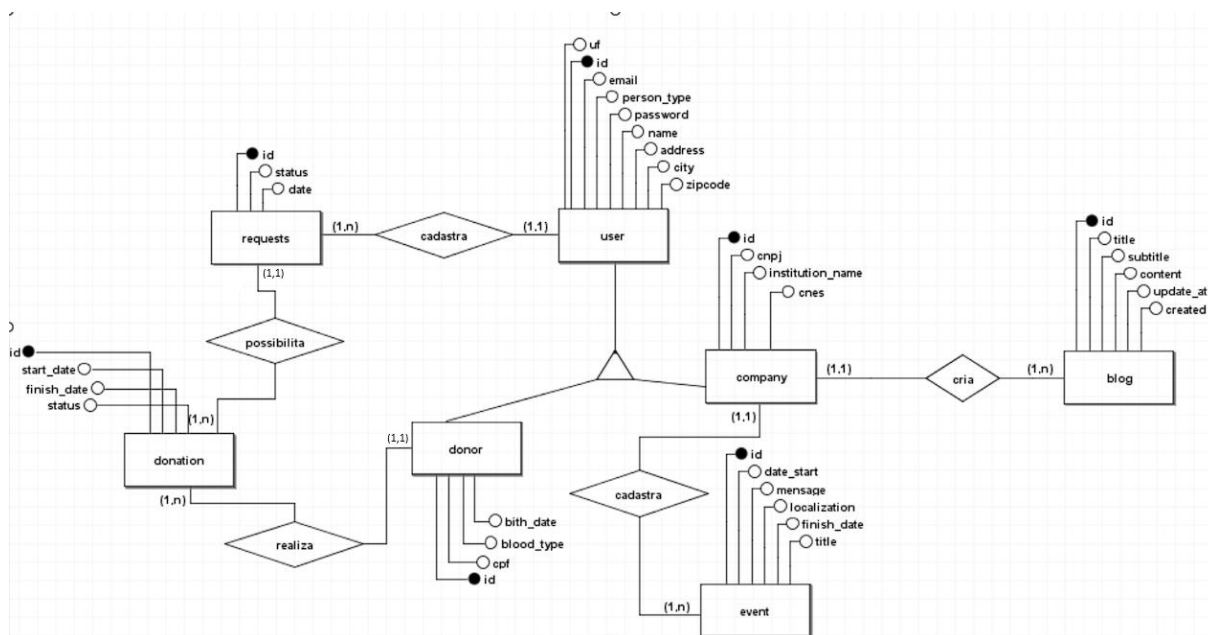 uf
id
email
person_type
password
name
address
city
zipcode
user
id
status
date
requests
(1,n)
cadastra
(1,1)
(1,1)
possibilita
id
start_date
finish_date
status
(1,n)
donation
(1,n)
realiza
(1,1)
donor
bith_date
blood_type
cpf
id
id
cnpj
institution_name
cnes
company
(1,1)
cria
(1,n)
id
title
subtitle
content
update_at
created
blog
(1,1)
cadastra
(1,n)
id
date_start
mensage
localization
finish_date
title
event